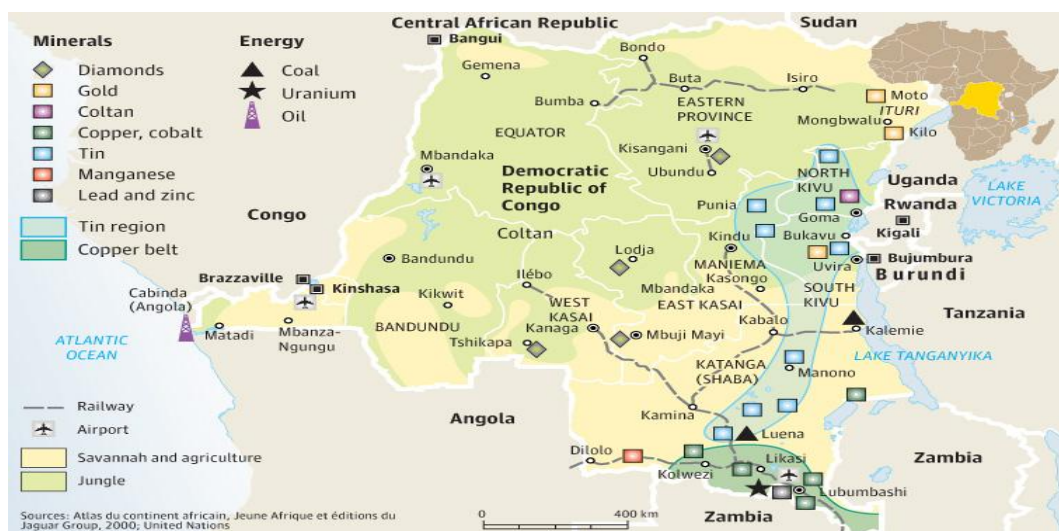 Minerals
Diamonds
Gold
Coltan
Copper, cobalt
Tin
Manganese
Lead and zinc
Tin region
Copper belt
Energy
Coal
Uranium
Oil
Central African Republic
Bangui
Sudan
Gemena
Bondo
Buta
Isiro
Bumba
EASTERN
PROVINCE
Moto
ITURI
Mongbwalu
Kilo
EQUATOR
Mbandaka
Kisangani
Ubundu
Democratic
Republic of
Congo
NORTH
KIVU
Uganda
LAKE
VICTORIA
Congo
Coltan
Punia
Goma
Rwanda
Kigali
Bukavu
Kindu
Lodja
Bandundu
Ilébo
MANIEMA
Kasongo
Uvira
Bujumbura
Burundi
Brazzaville
Kinshasa
Cabinda
(Angola)
Kikwit
WEST
KASAI
Mbandaka
EAST KASAI
SOUTH
KIVU
Tanzania
ATLANTIC
OCEAN
Matadi
Mbanza-
Ngungu
BANDUNDU
Kanaga
Tshikapa
Mbuji Mayi
Kabalo
Kalemie
LAKE TANGANYIKA
KATANGA
(SHABA)
Manono
Angola
Kamina
Luena
Dilolo
Kolwezi
Likasi
Lubumbashi
Zambia
Zambia
Railway
Airport
Savannah and agriculture
Jungle
Sources: Atlas du continent africain, Jeune Afrique et éditions du
Jaguar Group, 2000; United Nations
0 400 km